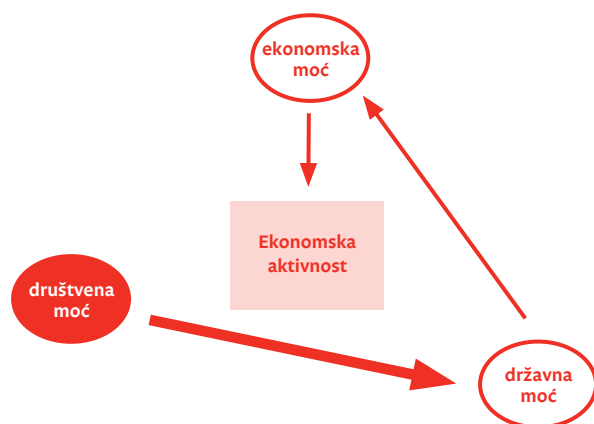 ekonomska
moć
Ekonomska
aktivnost
društvena
moć
državna
moć